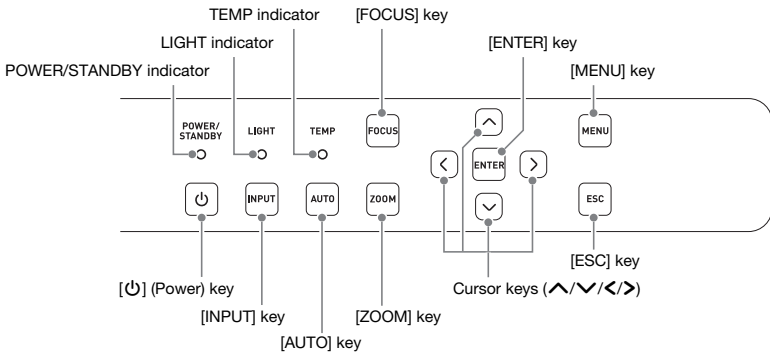 TEMP indicator
[FOCUS] key
LIGHT indicator
[ENTER] key
POWER/STANDBY indicator
[MENU] key
POWER/
STANDBY
LIGHT
TEMP
FOCUS
MENU
ENTER
INPUT
AUTO
ZOOM
ESC
[⏻] (Power) key
[ESC] key
Cursor keys (∧/∨/</>)
[INPUT] key
[ZOOM] key
[AUTO] key